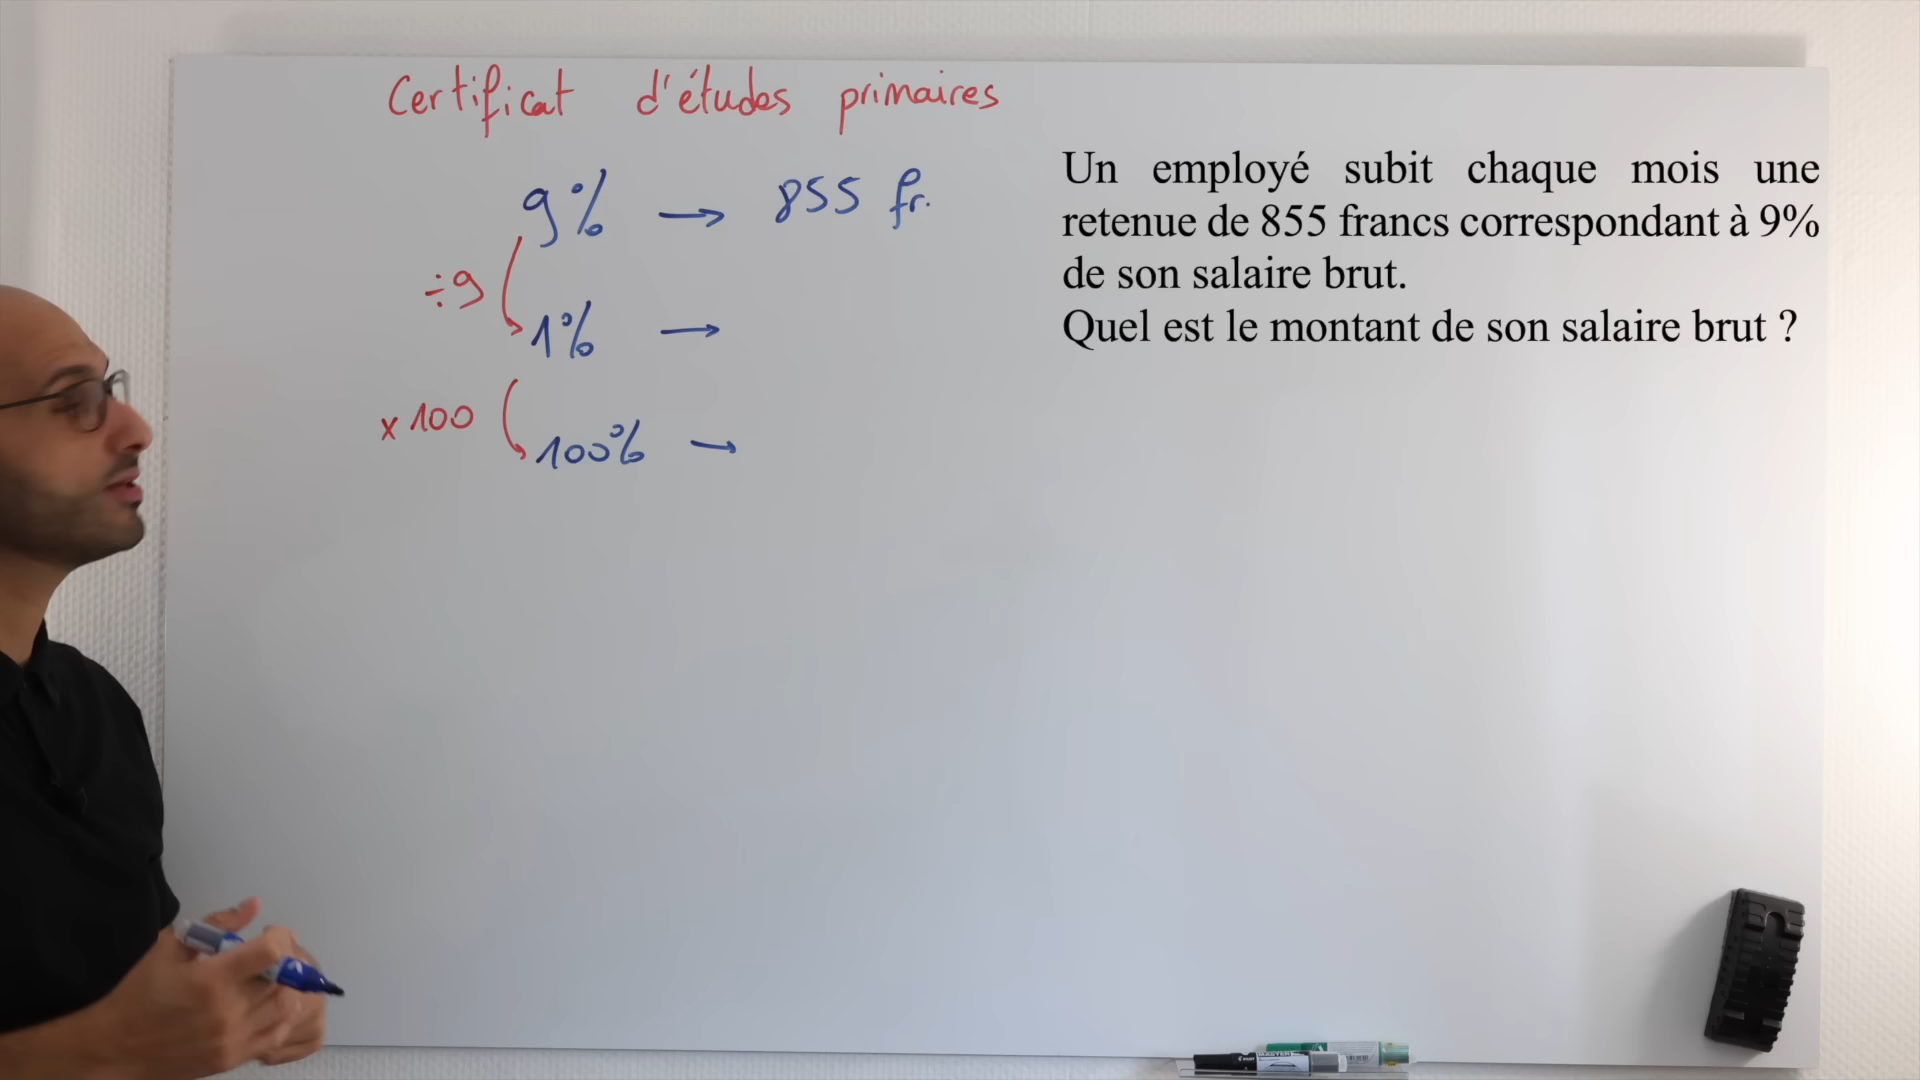 Certificat d'études primaires
9% → 855 fr.
÷9
1% →
x 100
100% →
Un employé subit chaque mois une
retenue de 855 francs correspondant à 9%
de son salaire brut.
Quel est le montant de son salaire brut ?
MASTER